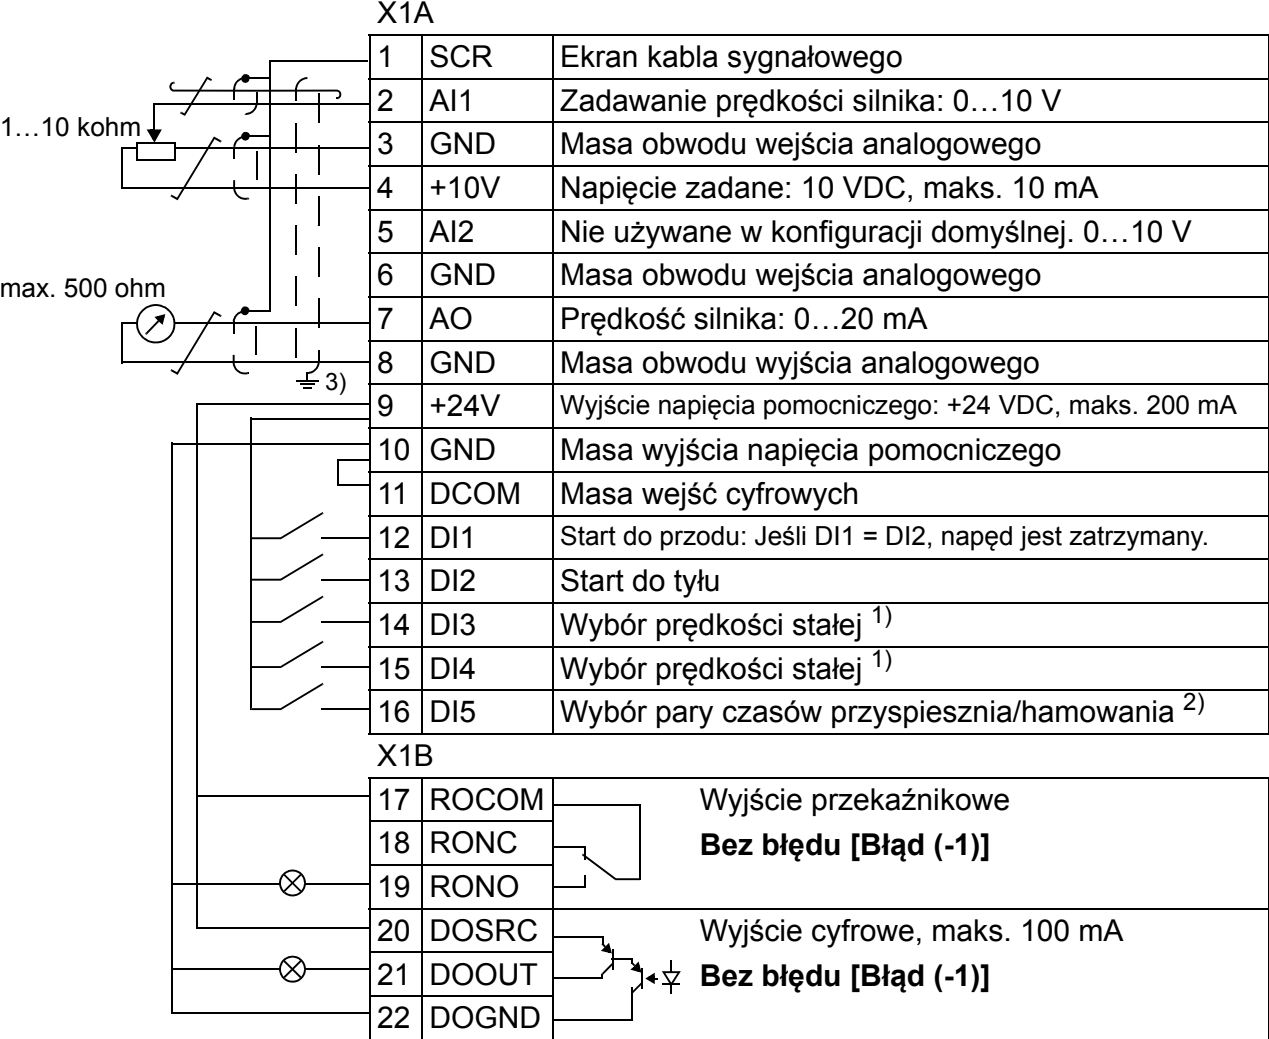 X1A
1 SCR Ekran kabla sygnałowego
2 AI1 Zadawanie prędkości silnika: 0…10 V
1…10 kohm
3 GND Masa obwodu wejścia analogowego
4 +10V Napięcie zadane: 10 VDC, maks. 10 mA
5 AI2 Nie używane w konfiguracji domyślnej. 0…10 V
6 GND Masa obwodu wejścia analogowego
max. 500 ohm
7 AO Prędkość silnika: 0…20 mA
8 GND Masa obwodu wyjścia analogowego
3)
9 +24V Wyjście napięcia pomocniczego: +24 VDC, maks. 200 mA
10 GND Masa wyjścia napięcia pomocniczego
11 DCOM Masa wejść cyfrowych
12 DI1 Start do przodu: Jeśli DI1 = DI2, napęd jest zatrzymany.
13 DI2 Start do tyłu
14 DI3 Wybór prędkości stałej 1)
15 DI4 Wybór prędkości stałej 1)
16 DI5 Wybór pary czasów przyspiesznia/hamowania 2)
X1B
17 ROCOM Wyjście przekaźnikowe
18 RONC Bez błędu [Błąd (-1)]
19 RONO
20 DOSRC Wyjście cyfrowe, maks. 100 mA
21 DOOUT Bez błędu [Błąd (-1)]
22 DOGND